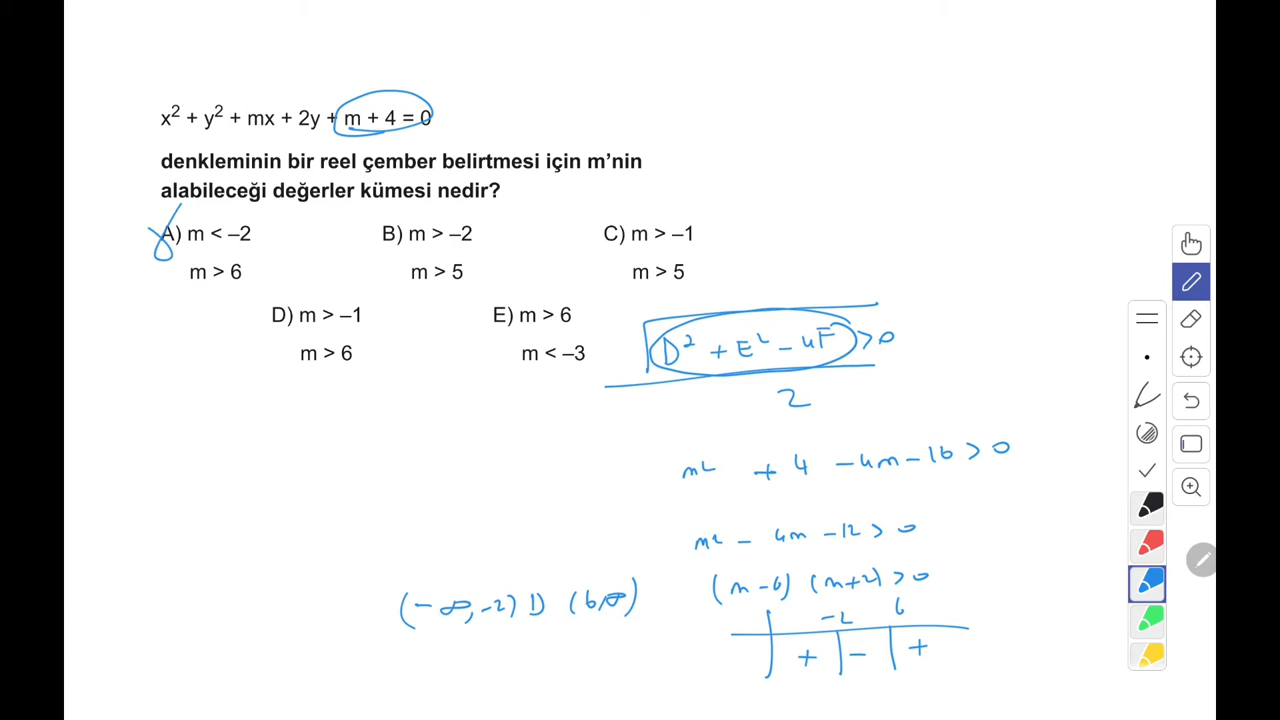 x² + y² + mx + 2y + m + 4 = 0
denkleminin bir reel çember belirtmesi için m’nin
alabileceği değerler kümesi nedir?
A) m < –2 B) m > –2 C) m > –1
m > 6 m > 5 m > 5
D) m > –1 E) m > 6
m > 6 m < –3
D² + E² – 4F > 0
2
m² + 4 – 4m – 16 > 0
m² – 4m – 12 > 0
(m – 6) (m + 2) > 0
(– ∞, –2) ∪ (6, ∞)
–2 6
+ – +